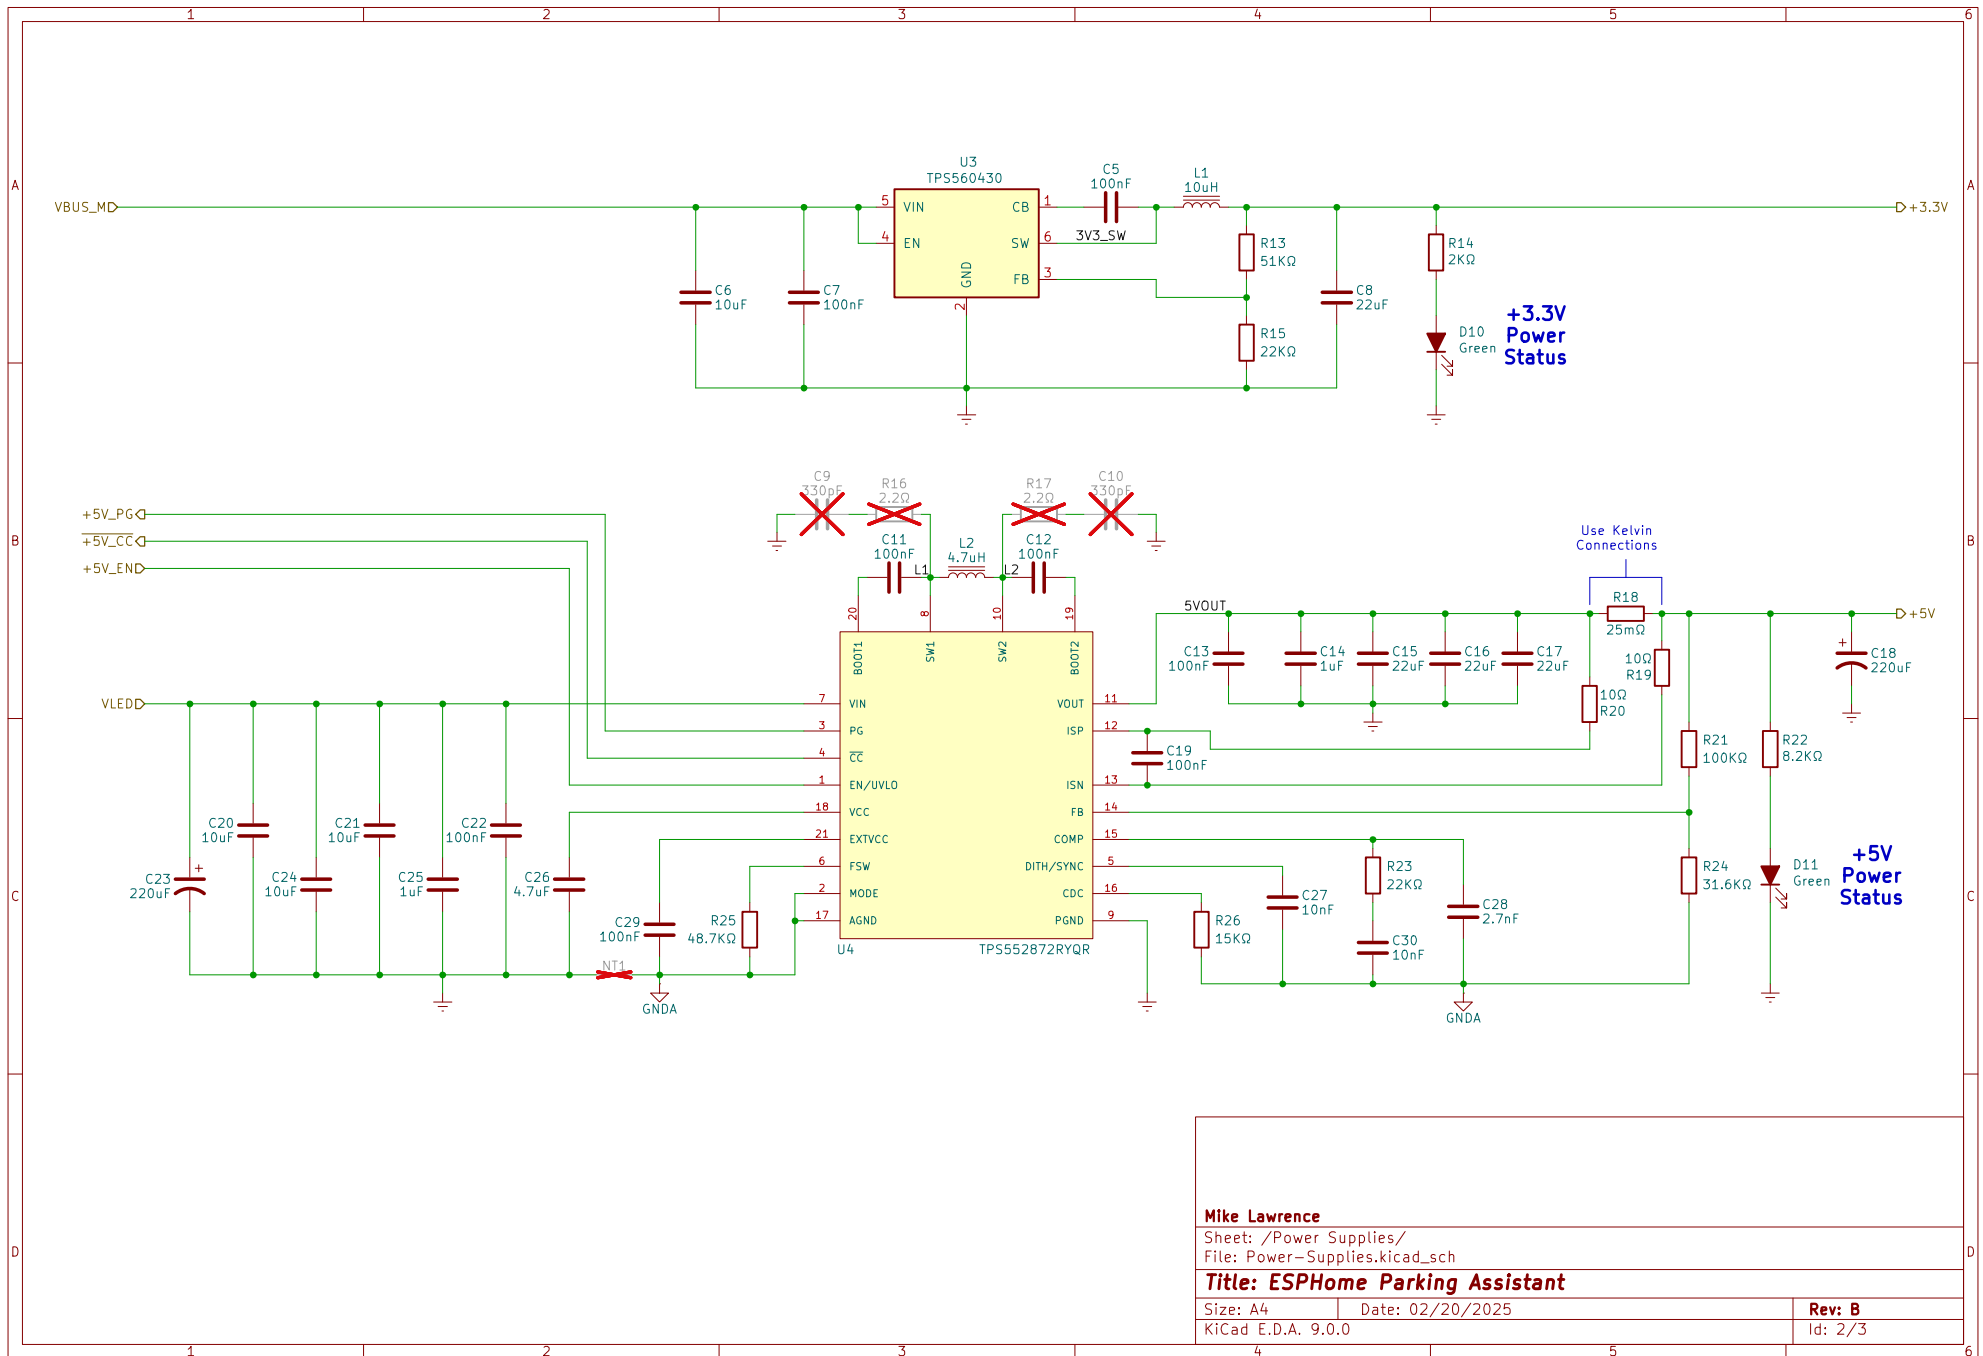 1 2 3 4 5 6
A A
U3
TPS560430
VBUS_M
5 VIN
4 EN
GND
2
CB 1
SW 6
FB 3
C5
100nF
3V3_SW
L1
10uH
+3.3V
C6
10uF
C7
100nF
R13
51KΩ
R15
22KΩ
C8
22uF
R14
2KΩ
D10
Green
+3.3V
Power
Status
B B
+5V_PG
+5V_CC
+5V_EN
C9
330pF
R16
2.2Ω
R17
2.2Ω
C10
330pF
C11
100nF
L1
L2
4.7uH
L2
C12
100nF
Use Kelvin
Connections
5VOUT
R18
25mΩ
+5V
C13
100nF
C14
1uF
C15
22uF
C16
22uF
C17
22uF
10Ω
R19
10Ω
R20
+
C18
220uF
20 8 10 19
BOOT1 SW1 SW2 BOOT2
VLED
7 VIN
3 PG
4 CC
1 EN/UVLO
18 VCC
21 EXTVCC
6 FSW
2 MODE
17 AGND
VOUT 11
ISP 12
ISN 13
FB 14
COMP 15
DITH/SYNC 5
CDC 16
PGND 9
U4
TPS552872RYQR
C19
100nF
R21
100KΩ
R22
8.2KΩ
C20
10uF
C21
10uF
C22
100nF
+
C23
220uF
C24
10uF
C25
1uF
C26
4.7uF
C29
100nF
R25
48.7KΩ
NT1
GNDA
R26
15KΩ
C27
10nF
R23
22KΩ
C30
10nF
C28
2.7nF
GNDA
R24
31.6KΩ
D11
Green
+5V
Power
Status
C C
D D
Mike Lawrence
Sheet: /Power Supplies/
File: Power-Supplies.kicad_sch
Title: ESPHome Parking Assistant
Size: A4 Date: 02/20/2025 Rev: B
KiCad E.D.A. 9.0.0 Id: 2/3
1 2 3 4 5 6